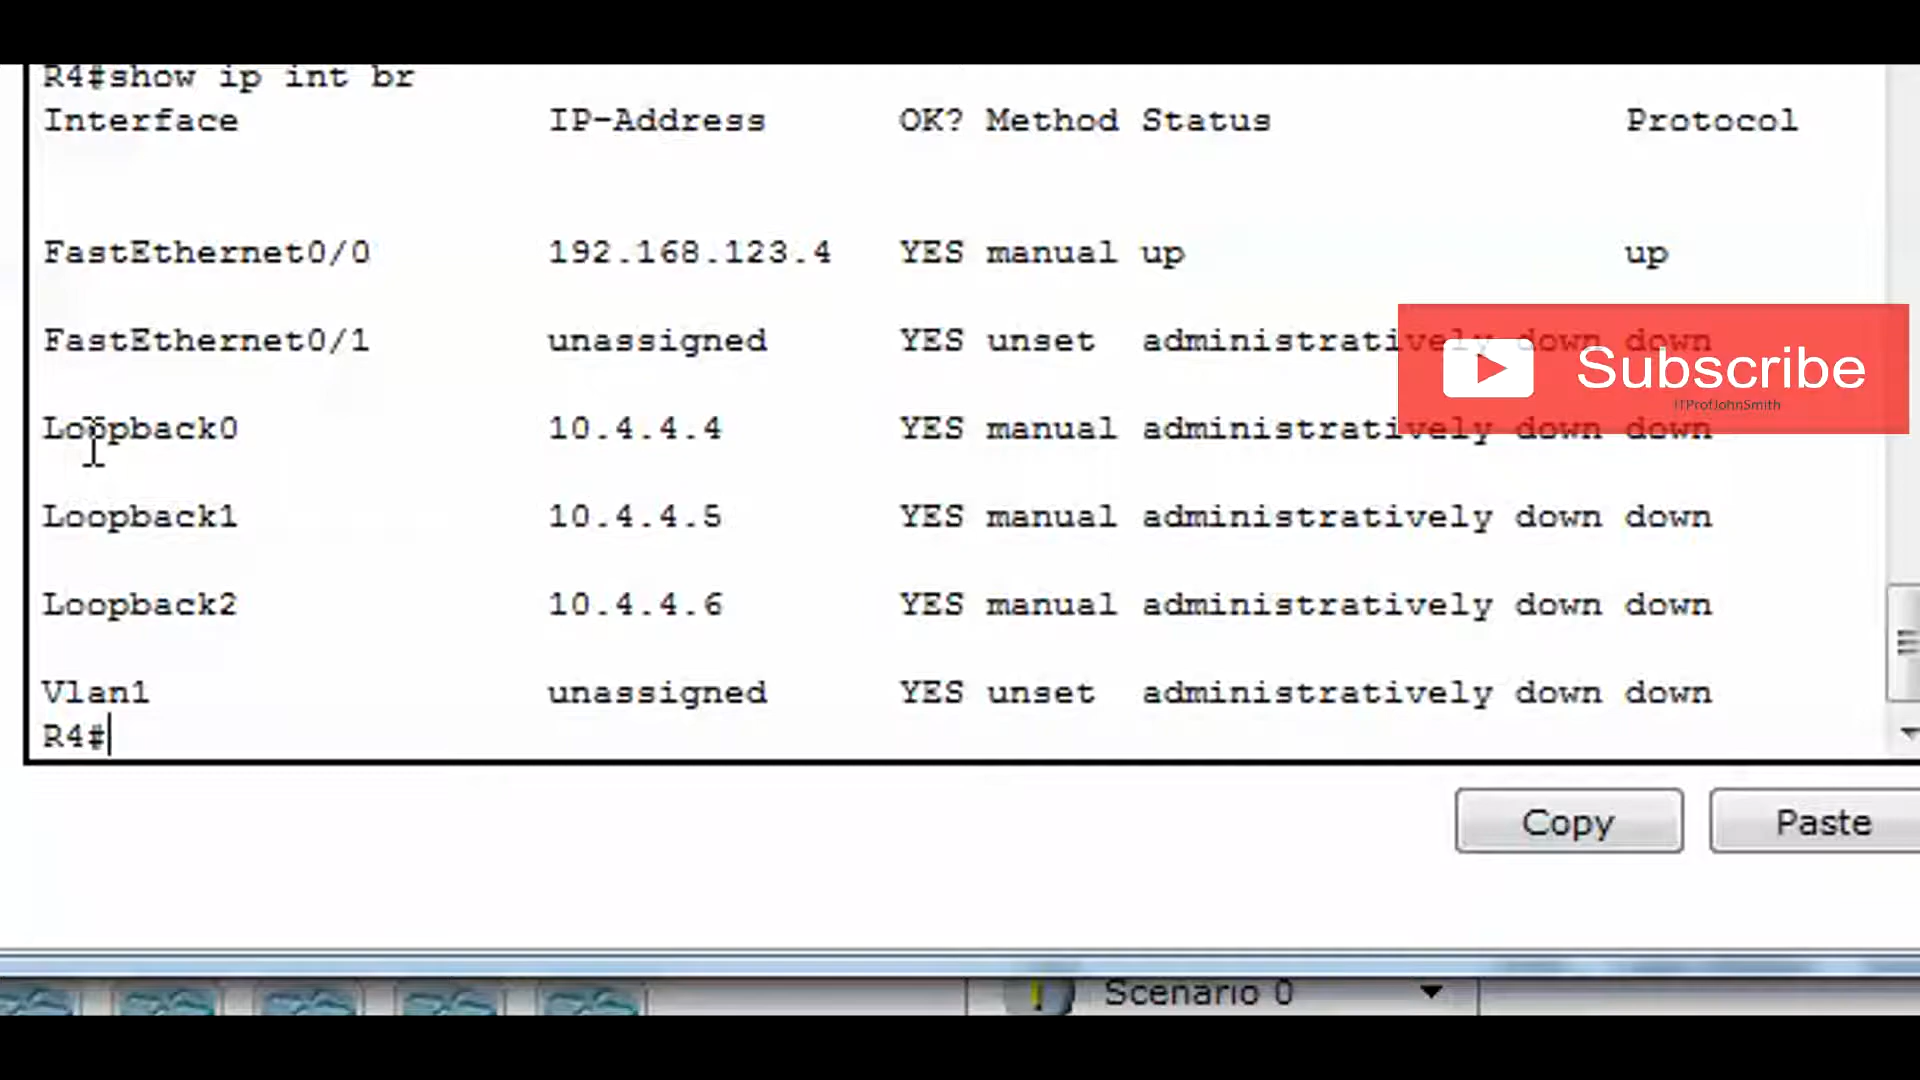 R4#show ip int br
Interface IP-Address OK? Method Status Protocol
FastEthernet0/0 192.168.123.4 YES manual up up
FastEthernet0/1 unassigned YES unset administratively down down
Subscribe
ITProfJohnSmith
Loopback0 10.4.4.4 YES manual administratively down down
Loopback1 10.4.4.5 YES manual administratively down down
Loopback2 10.4.4.6 YES manual administratively down down
Vlan1 unassigned YES unset administratively down down
R4#
Copy Paste
Scenario 0